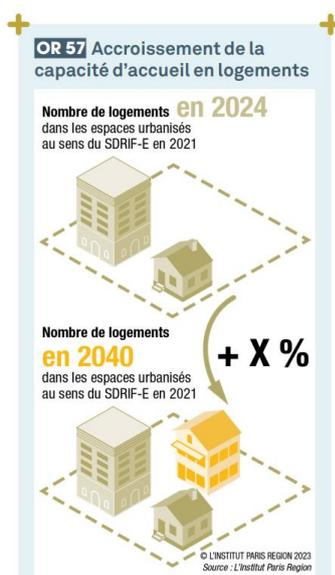 OR 57 Accroissement de la
capacité d'accueil en logements
Nombre de logements en 2024
dans les espaces urbanisés
au sens du SDRIF-E en 2021
Nombre de logements
en 2040
dans les espaces urbanisés
au sens du SDRIF-E en 2021
+ X %
© L'INSTITUT PARIS REGION 2023
Source : L'Institut Paris Region